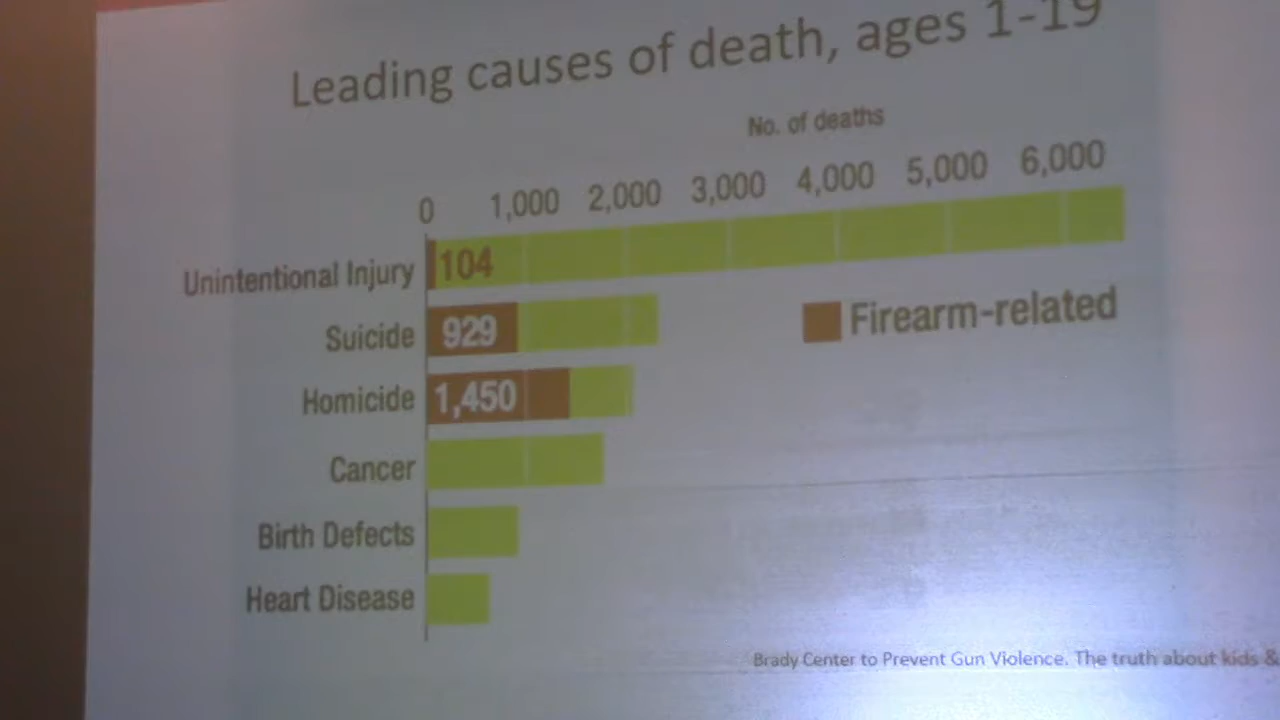 Leading causes of death, ages 1-19
No. of deaths
0 1,000 2,000 3,000 4,000 5,000 6,000
Unintentional Injury 104
Suicide 929
Firearm-related
Homicide 1,450
Cancer
Birth Defects
Heart Disease
Brady Center to Prevent Gun Violence. The truth about kids &